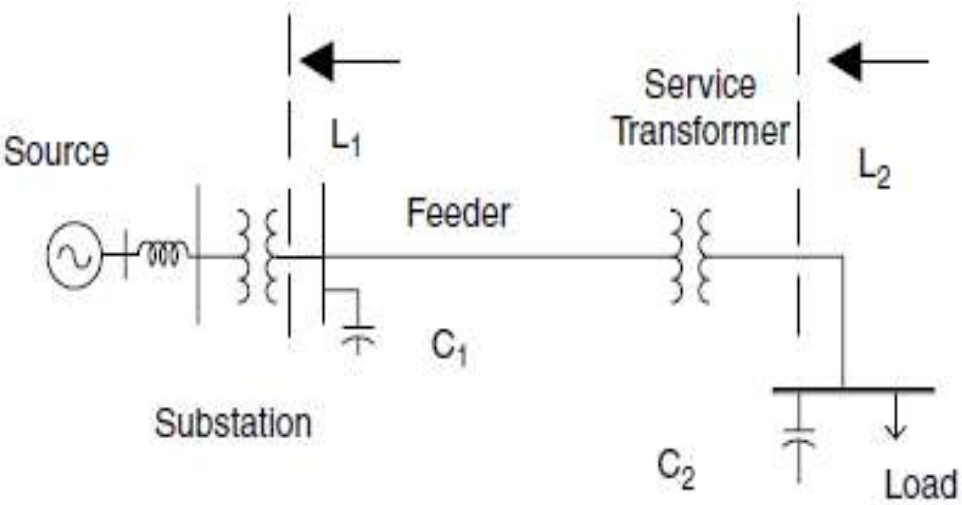 Service
Transformer
L₁
L₂
Source
Feeder
C₁
Substation
C₂
Load